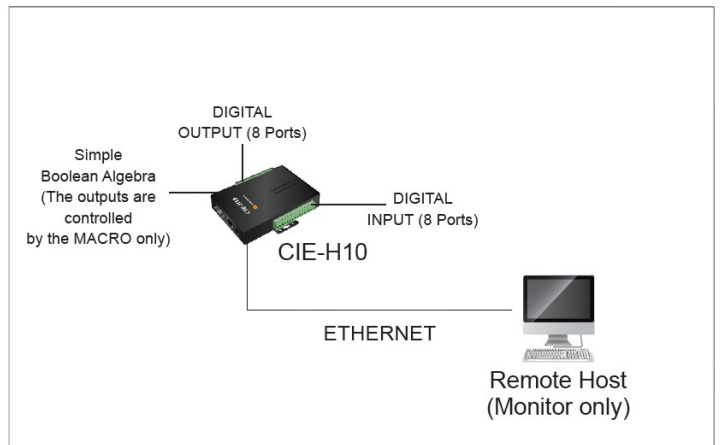 DIGITAL
OUTPUT (8 Ports)
Simple
Boolean Algebra
(The outputs are
controlled
by the MACRO only)
DIGITAL
INPUT (8 Ports)
CIE-H10
ETHERNET
Remote Host
(Monitor only)